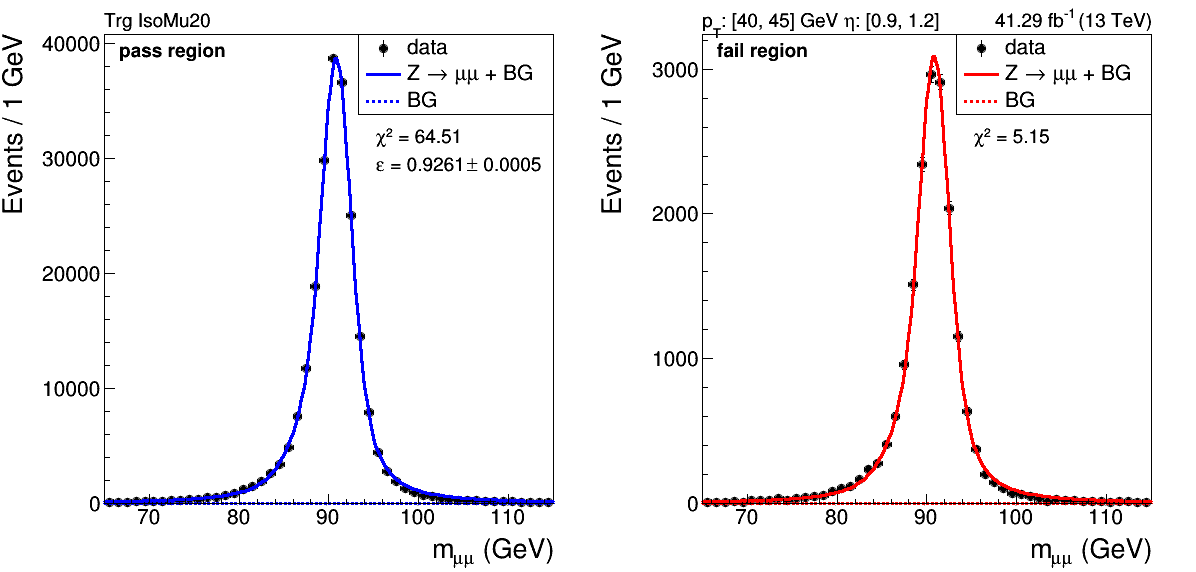 Trg IsoMu20
pass region
data
Z → μμ + BG
BG
χ² = 64.51
ε = 0.9261 ± 0.0005
Events / 1 GeV
40000
30000
20000
10000
0
70 80 90 100 110
m_μμ (GeV)
p_T: [40, 45] GeV η: [0.9, 1.2] 41.29 fb⁻¹ (13 TeV)
fail region
data
Z → μμ + BG
BG
χ² = 5.15
Events / 1 GeV
3000
2000
1000
0
70 80 90 100 110
m_μμ (GeV)